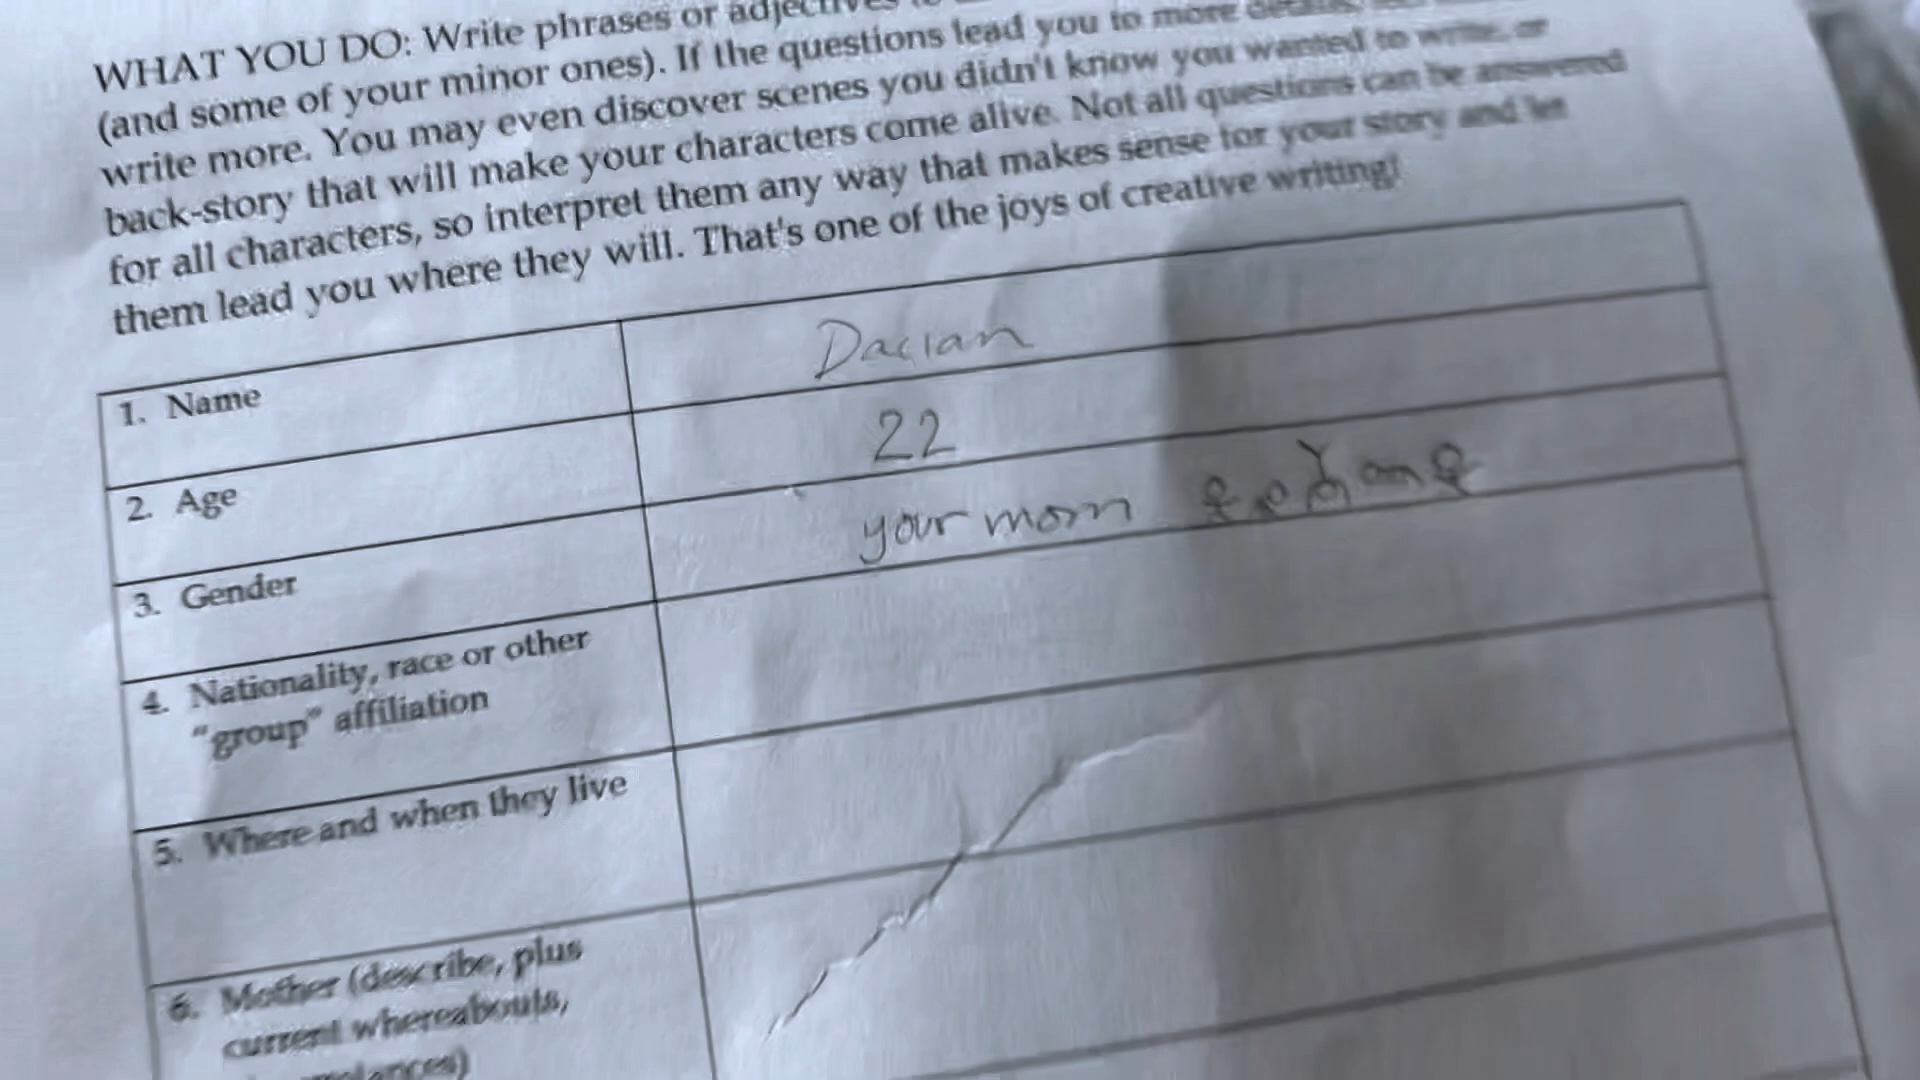 WHAT YOU DO: Write phrases or adjectives
(and some of your minor ones). If the questions lead you to more
write more. You may even discover scenes you didn't know you wanted to write, or
back-story that will make your characters come alive. Not all questions can be answered
for all characters, so interpret them any way that makes sense for your story and let
them lead you where they will. That's one of the joys of creative writing!
1. Name
Dacian
2. Age
22
3. Gender
your mom
4. Nationality, race or other
"group" affiliation
5. Where and when they live
6. Mother (describe, plus
current whereabouts,